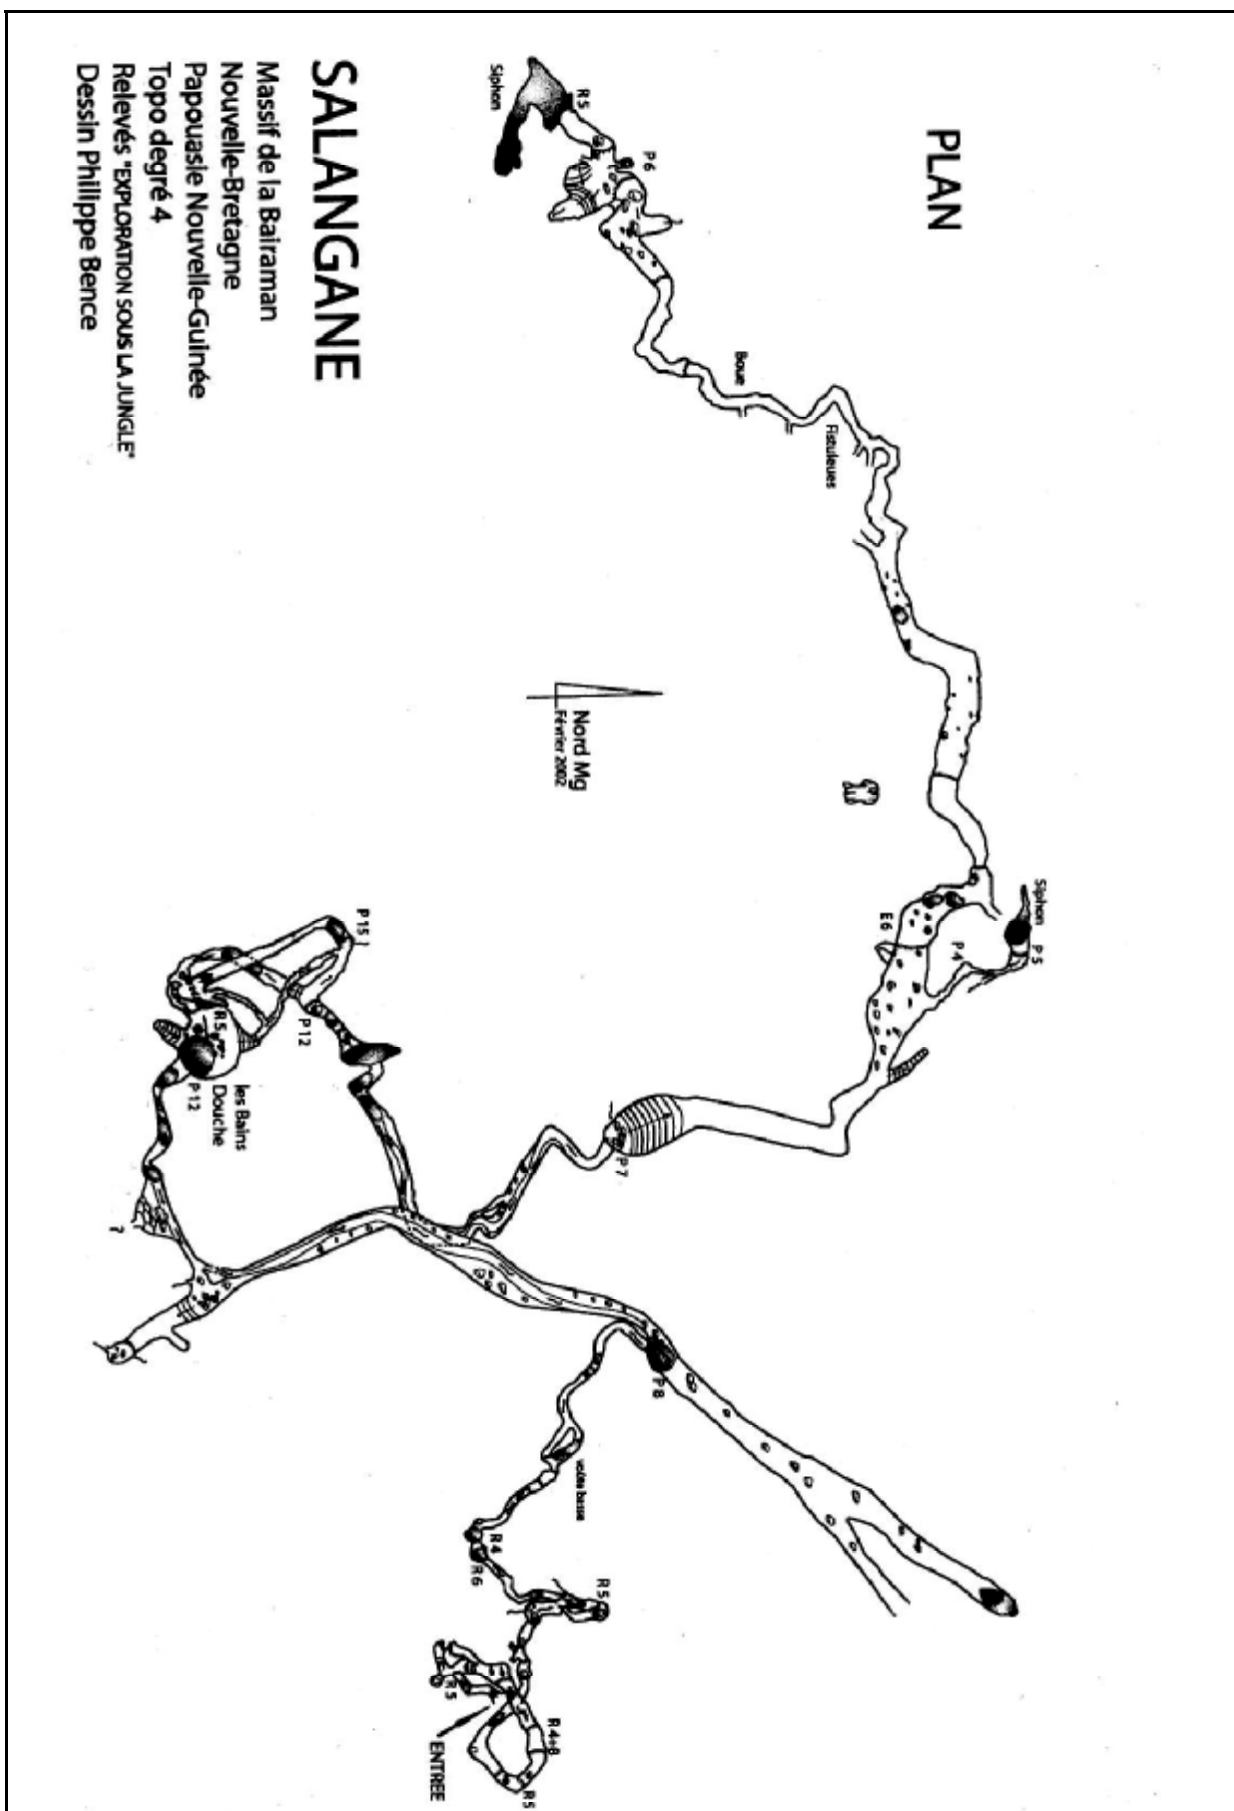 SALANGANE
Massif de la Bairaman
Nouvelle-Bretagne
Papouasie Nouvelle-Guinée
Topo degré 4
Relevés "EXPLORATION SOUS LA JUNGLE"
Dessin Philippe Bence
PLAN
Siphon
R5
P6
Boue
Fistuleuses
Nord Mg
Février 2002
Siphon
P5
P4
E6
P7
P15 ?
P12
R5
P12
les Bains
Douche
?
P8
voûte basse
R4
R6
R5
R5
R4+8
R5
ENTREE